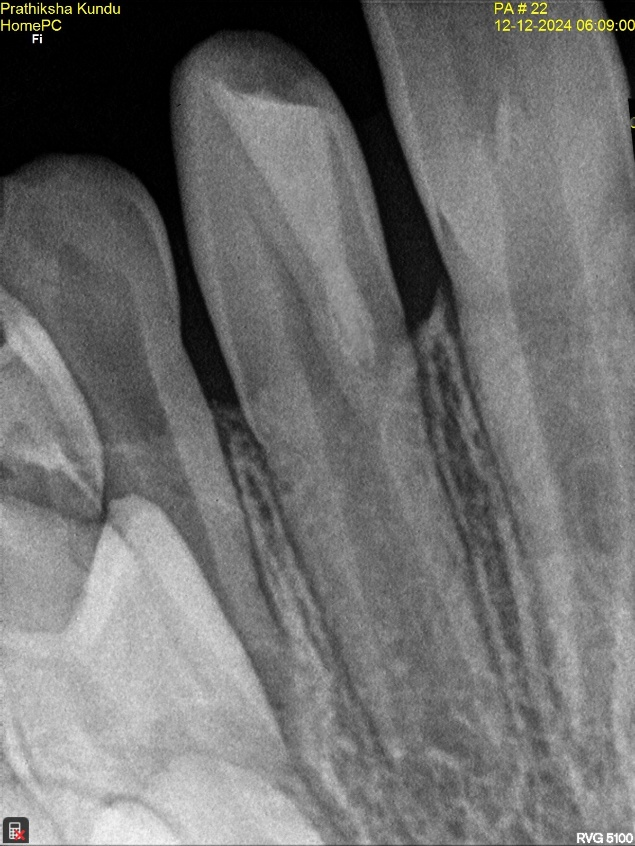 Prathiksha Kundu
HomePC
Fi
PA # 22
12-12-2024 06:09:00
RVG 5100